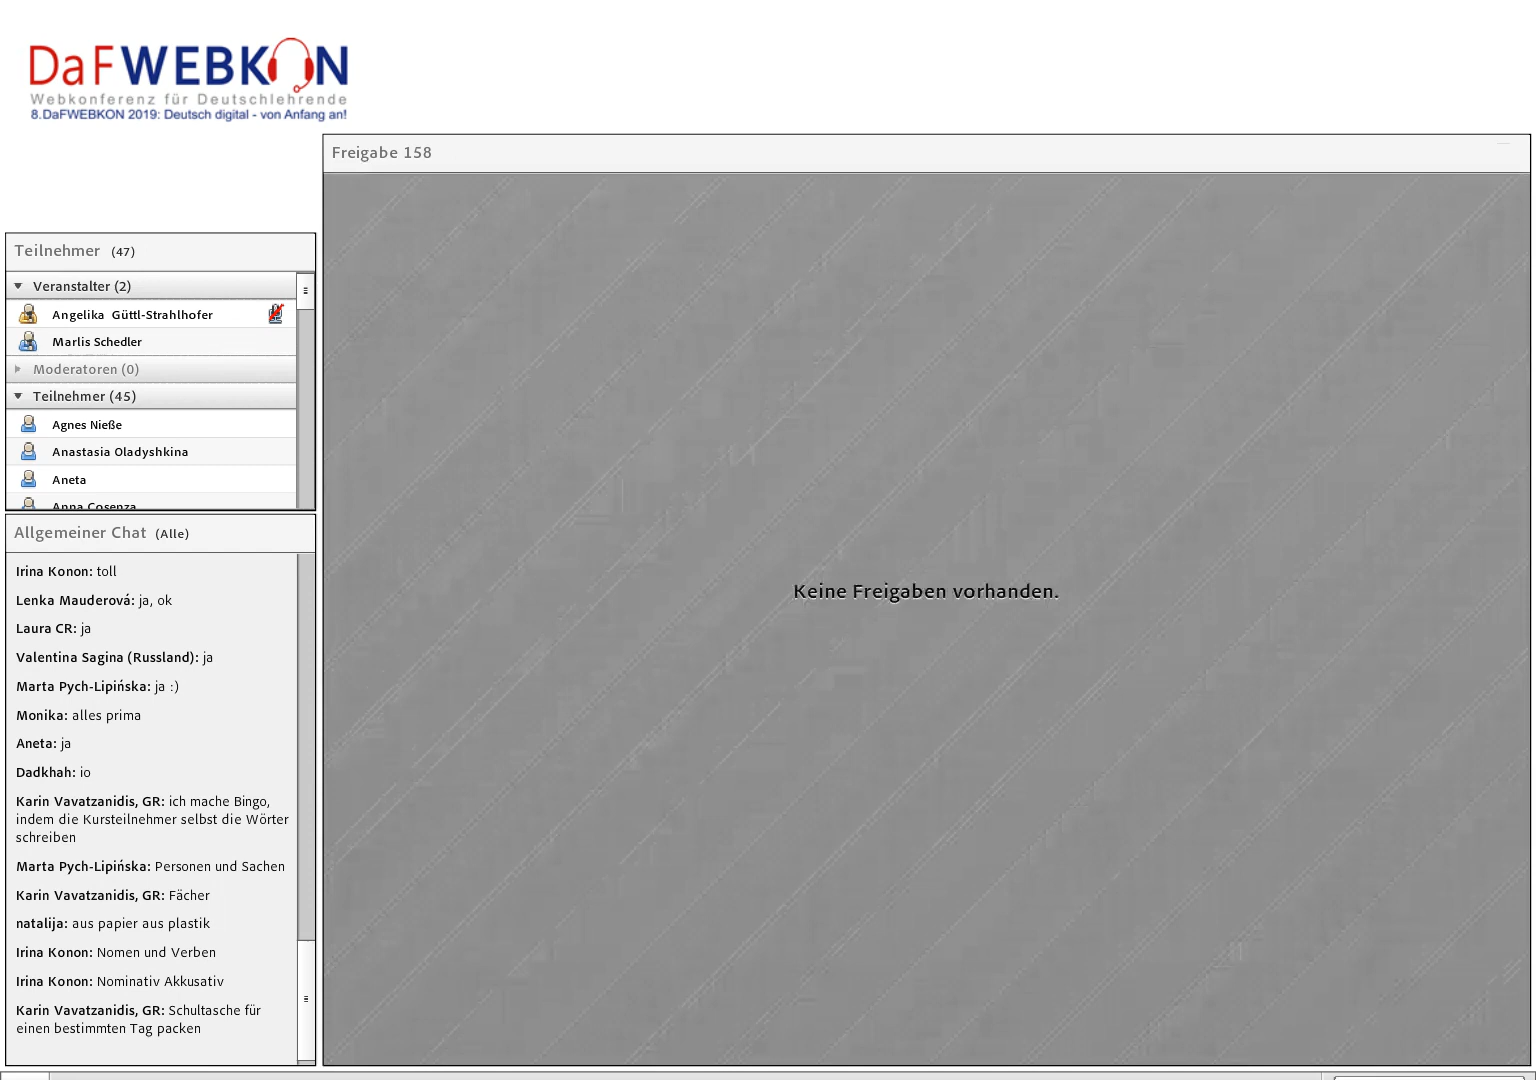 DaFWEBKON
Webkonferenz für Deutschlehrende
8.DaFWEBKON 2019: Deutsch digital - von Anfang an!
Freigabe 158
Teilnehmer (47)
Veranstalter (2)
Angelika Güttl-Strahlhofer
Marlis Schedler
Moderatoren (0)
Teilnehmer (45)
Agnes Nieße
Anastasia Oladyshkina
Aneta
Anna Cosenza
Allgemeiner Chat (Alle)
Irina Konon: toll
Lenka Mauderová: ja, ok
Laura CR: ja
Valentina Sagina (Russland): ja
Marta Pych-Lipińska: ja :)
Monika: alles prima
Aneta: ja
Dadkhah: io
Karin Vavatzanidis, GR: ich mache Bingo,
indem die Kursteilnehmer selbst die Wörter
schreiben
Marta Pych-Lipińska: Personen und Sachen
Karin Vavatzanidis, GR: Fächer
natalija: aus papier aus plastik
Irina Konon: Nomen und Verben
Irina Konon: Nominativ Akkusativ
Karin Vavatzanidis, GR: Schultasche für
einen bestimmten Tag packen
Keine Freigaben vorhanden.